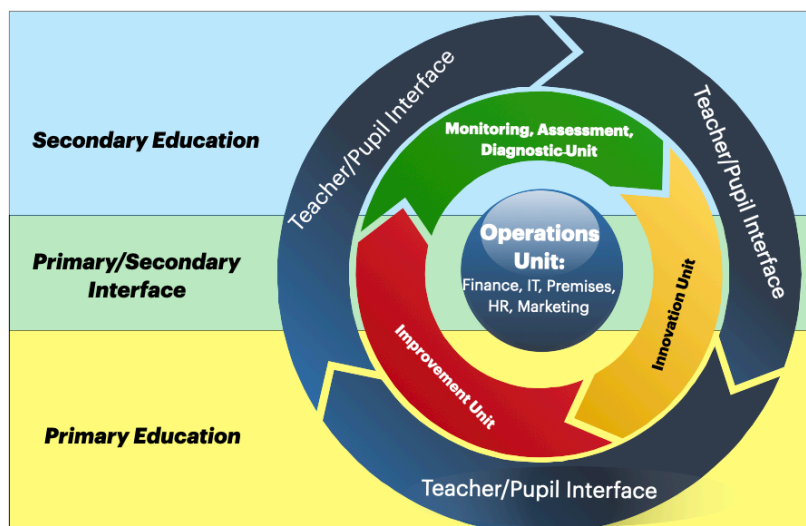 Secondary Education
Primary/Secondary
Interface
Primary Education
Teacher/Pupil Interface
Teacher/Pupil Interface
Teacher/Pupil Interface
Monitoring, Assessment,
Diagnostic Unit
Innovation Unit
Improvement Unit
Operations
Unit:
Finance, IT, Premises,
HR, Marketing